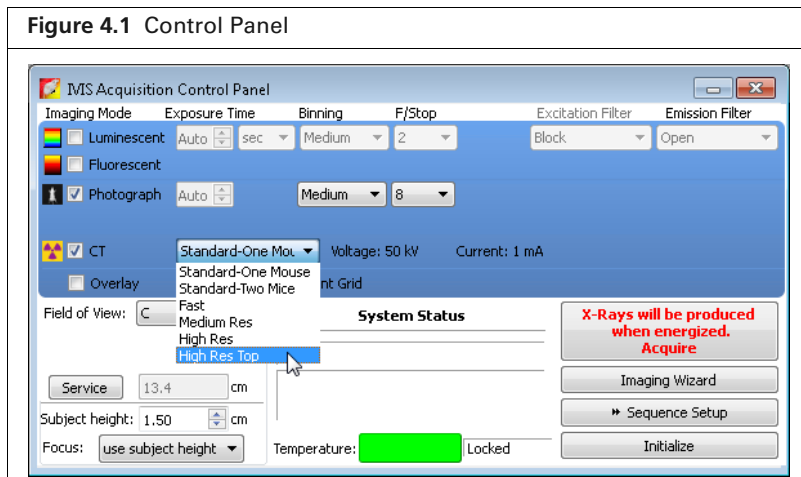 Figure 4.1 Control Panel
IVIS Acquisition Control Panel
Imaging Mode Exposure Time Binning F/Stop Excitation Filter Emission Filter
Luminescent Auto sec Medium 2 Block Open
Fluorescent
Photograph Auto Medium 8
CT Standard-One Mou Voltage: 50 kV Current: 1 mA
Overlay nt Grid
Standard-One Mouse
Standard-Two Mice
Fast
Medium Res
High Res
High Res Top
Field of View: C
System Status
X-Rays will be produced
when energized.
Acquire
Service 13.4 cm
Imaging Wizard
Subject height: 1.50 cm
Sequence Setup
Focus: use subject height
Temperature: Locked
Initialize